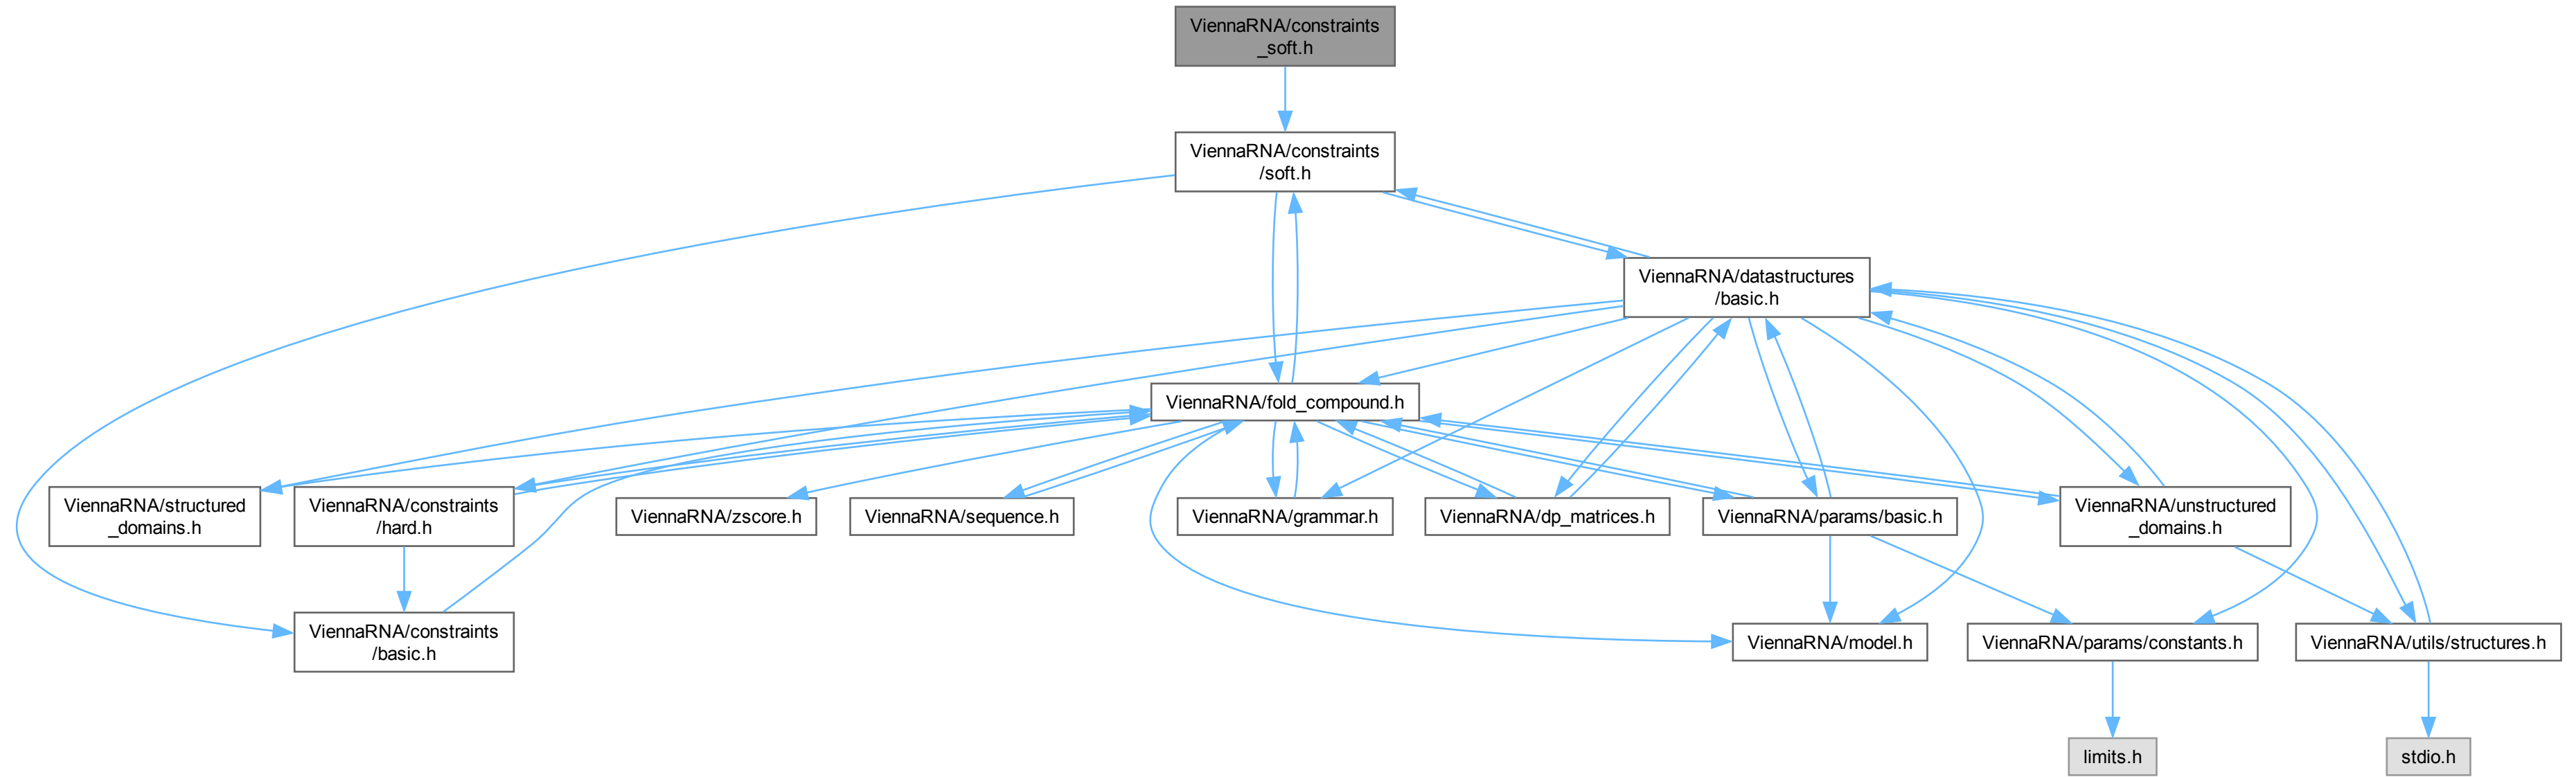 ViennaRNA/constraints
_soft.h
ViennaRNA/constraints
/soft.h
ViennaRNA/datastructures
/basic.h
ViennaRNA/fold_compound.h
ViennaRNA/structured
_domains.h
ViennaRNA/constraints
/hard.h
ViennaRNA/zscore.h
ViennaRNA/sequence.h
ViennaRNA/grammar.h
ViennaRNA/dp_matrices.h
ViennaRNA/params/basic.h
ViennaRNA/unstructured
_domains.h
ViennaRNA/constraints
/basic.h
ViennaRNA/model.h
ViennaRNA/params/constants.h
ViennaRNA/utils/structures.h
limits.h
stdio.h